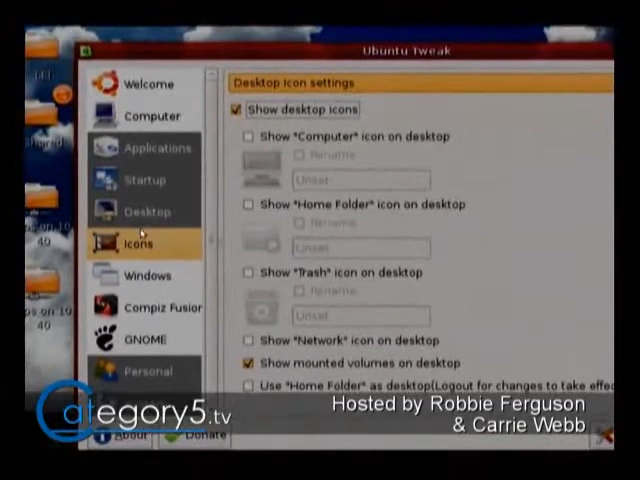 Ubuntu Tweak
Welcome
Computer
Applications
Startup
Desktop
Icons
Windows
Compiz Fusion
GNOME
Personal
Desktop icon settings
Show desktop icons
Show "Computer" icon on desktop
Rename
Unset
Show "Home Folder" icon on desktop
Rename
Unset
Show "Trash" icon on desktop
Rename
Unset
Show "Network" icon on desktop
Show mounted volumes on desktop
Use "Home Folder" as desktop(Logout for changes to take effec
About
Donate
40
40
Category5.tv
Hosted by Robbie Ferguson
& Carrie Webb